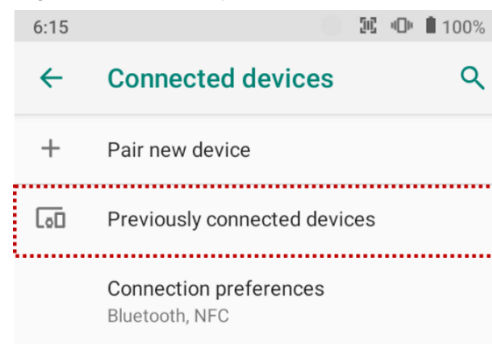 6:15 100%
Connected devices
Pair new device
Previously connected devices
Connection preferences
Bluetooth, NFC